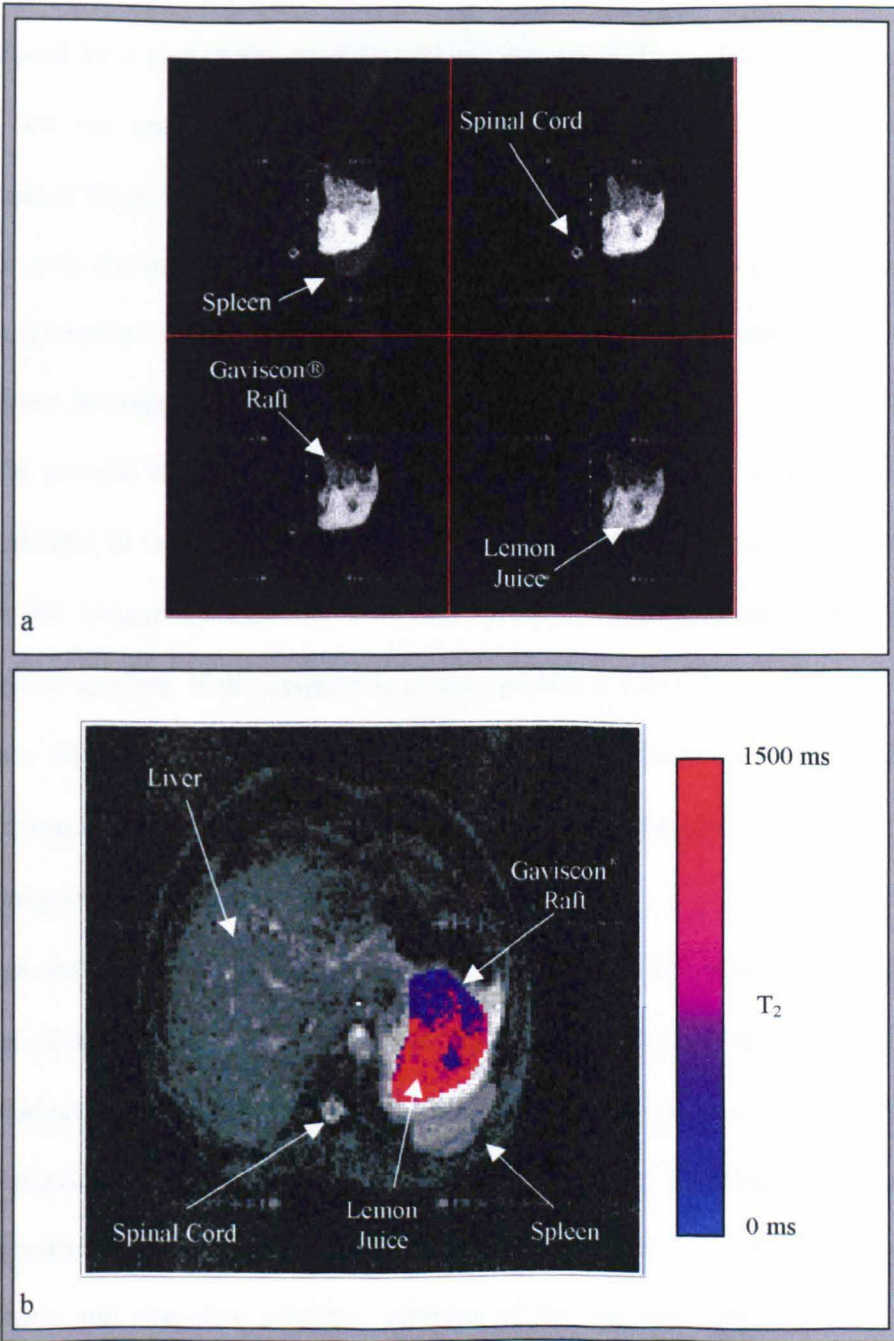 Spinal Cord
Spleen
Gaviscon®
Raft
Lemon
Juice
a
Liver
1500 ms
Gaviscon®
Raft
T₂
Spinal Cord
Lemon
Juice
Spleen
0 ms
b